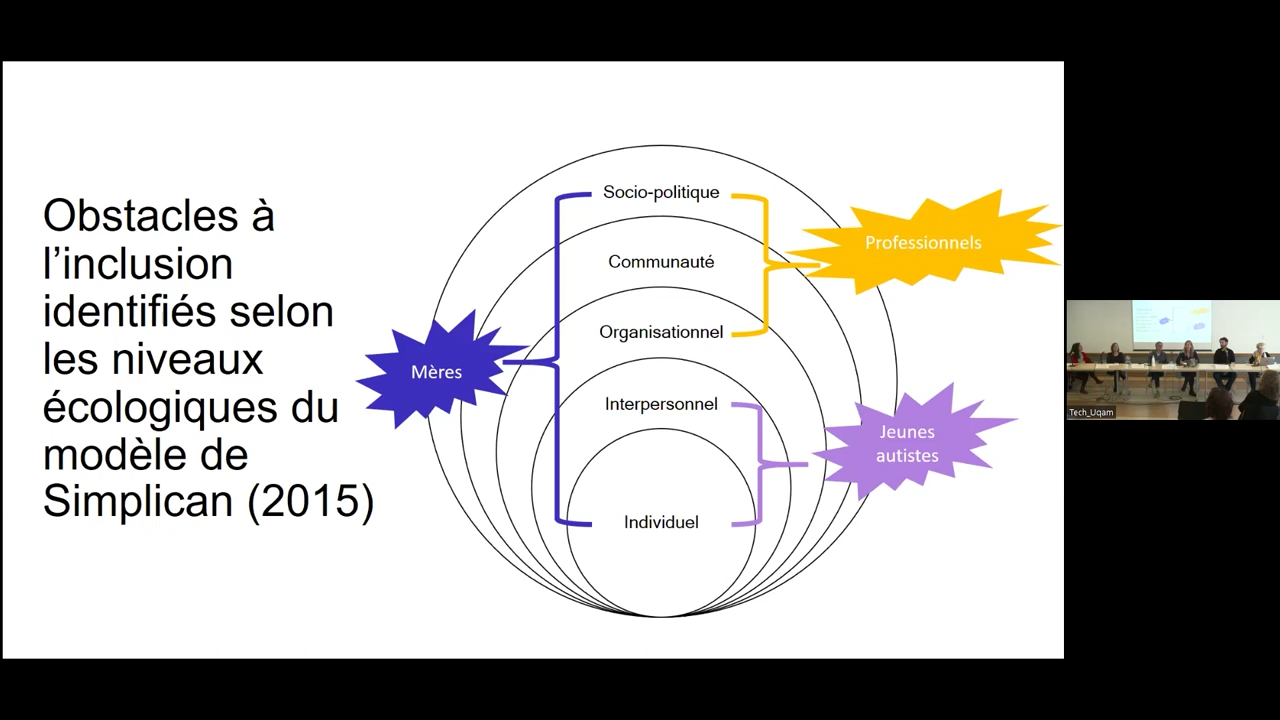 Obstacles à
l’inclusion
identifiés selon
les niveaux
écologiques du
modèle de
Simplican (2015)
Socio-politique
Communauté
Organisationnel
Interpersonnel
Individuel
Mères
Professionnels
Jeunes
autistes
Tech_Uqam